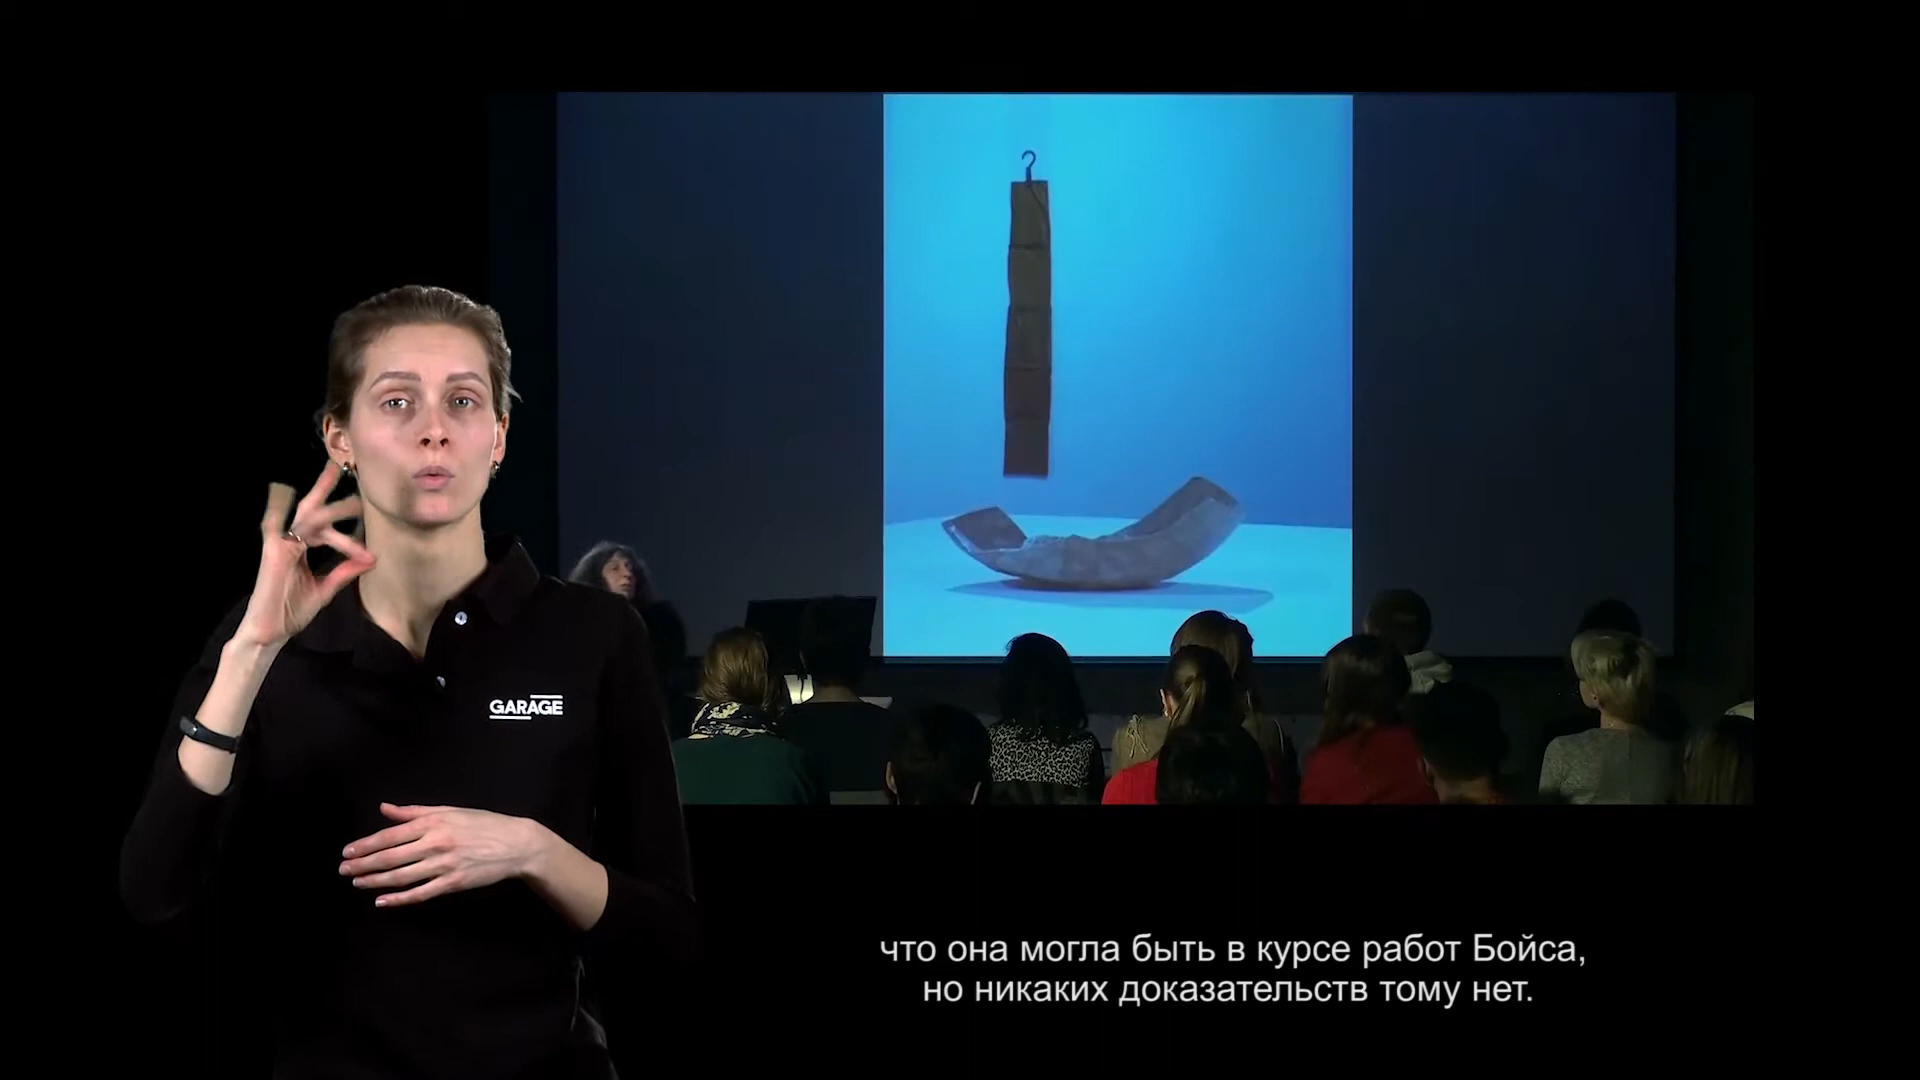 GARAGE
что она могла быть в курсе работ Бойса,
но никаких доказательств тому нет.